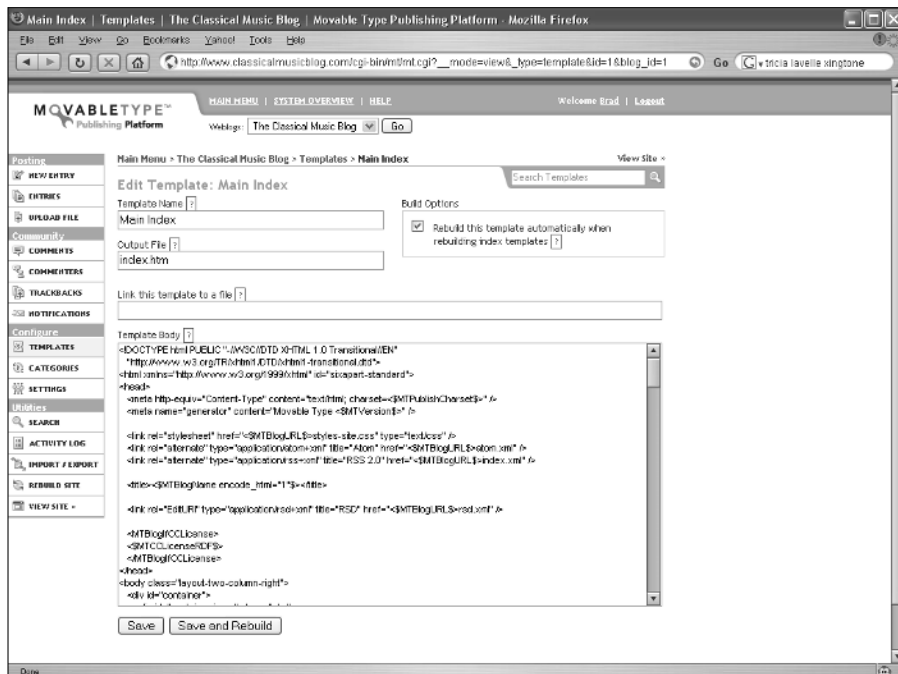 Main Index | Templates | The Classical Music Blog | Movable Type Publishing Platform - Mozilla Firefox
File Edit View Go Bookmarks Yahoo! Tools Help
http://www.classicalmusicblog.com/cgi-bin/mt/mt.cgi?__mode=view&_type=template&id=1&blog_id=1 Go tricia lavelle xingtone
MOVABLETYPE™
Publishing Platform
MAIN MENU | SYSTEM OVERVIEW | HELP
Welcome Brad | Logout
Weblogs: The Classical Music Blog Go
Posting
NEW ENTRY
ENTRIES
UPLOAD FILE
Community
COMMENTS
COMMENTERS
TRACKBACKS
NOTIFICATIONS
Configure
TEMPLATES
CATEGORIES
SETTINGS
Utilities
SEARCH
ACTIVITY LOG
IMPORT / EXPORT
REBUILD SITE
VIEW SITE »
Main Menu > The Classical Music Blog > Templates > Main Index
View Site »
Search Templates
Edit Template: Main Index
Template Name ?
Main Index
Output File ?
index.htm
Build Options
Rebuild this template automatically when
rebuilding index templates ?
Link this template to a file ?
Template Body ?
<!DOCTYPE html PUBLIC "-//W3C//DTD XHTML 1.0 Transitional//EN"
"http://www.w3.org/TR/xhtml1/DTD/xhtml1-transitional.dtd">
<html xmlns="http://www.w3.org/1999/xhtml" id="sixapart-standard">
<head>
<meta http-equiv="Content-Type" content="text/html; charset=<$MTPublishCharset$>" />
<meta name="generator" content="Movable Type <$MTVersion$>" />
<link rel="stylesheet" href="<$MTBlogURL$>styles-site.css" type="text/css" />
<link rel="alternate" type="application/atom+xml" title="Atom" href="<$MTBlogURL$>atom.xml" />
<link rel="alternate" type="application/rss+xml" title="RSS 2.0" href="<$MTBlogURL$>index.xml" />
<title><$MTBlogName encode_html="1"$></title>
<link rel="EditURI" type="application/rsd+xml" title="RSD" href="<$MTBlogURL$>rsd.xml" />
<MTBlogIfCCLicense>
<$MTCCLicenseRDF$>
</MTBlogIfCCLicense>
</head>
<body class="layout-two-column-right">
<div id="container">
Save
Save and Rebuild
Done